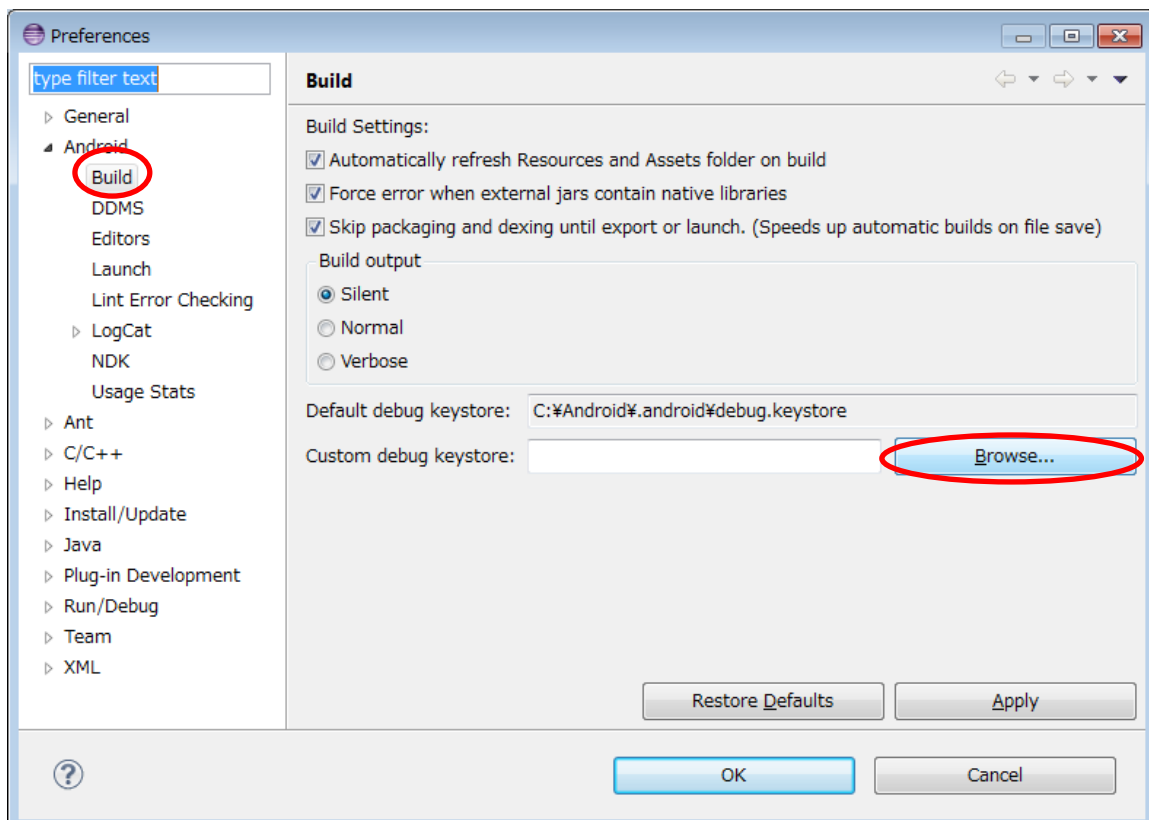 Preferences
type filter text
General
Android
Build
DDMS
Editors
Launch
Lint Error Checking
LogCat
NDK
Usage Stats
Ant
C/C++
Help
Install/Update
Java
Plug-in Development
Run/Debug
Team
XML
Build
Build Settings:
Automatically refresh Resources and Assets folder on build
Force error when external jars contain native libraries
Skip packaging and dexing until export or launch. (Speeds up automatic builds on file save)
Build output
Silent
Normal
Verbose
Default debug keystore: C:¥Android¥.android¥debug.keystore
Custom debug keystore: Browse...
Restore Defaults Apply
? OK Cancel